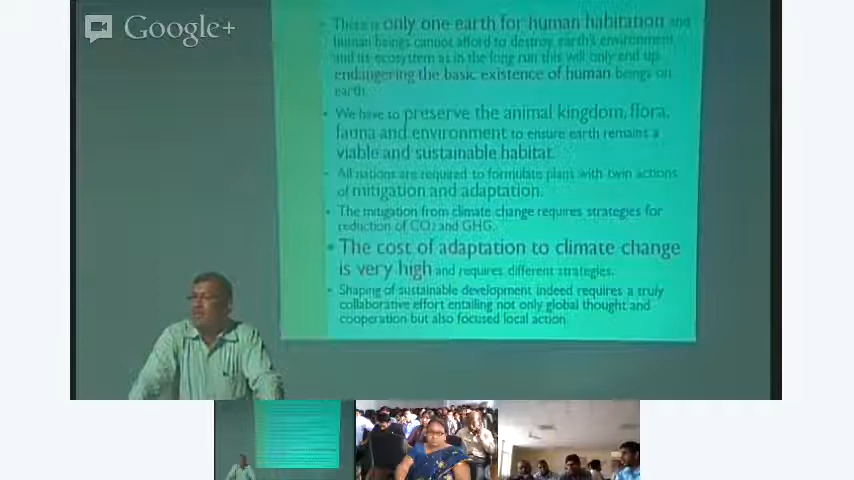 Google+
There is only one earth for human habitation and
human beings cannot afford to destroy earth's environment
and its ecosystem as in the long run this will only end up
endangering the basic existence of human beings on
earth.
We have to preserve the animal kingdom, flora,
fauna and environment to ensure earth remains a
viable and sustainable habitat.
All nations are required to formulate plans with twin actions
of mitigation and adaptation.
The mitigation from climate change requires strategies for
reduction of CO2 and GHG.
The cost of adaptation to climate change
is very high and requires different strategies.
Shaping of sustainable development indeed requires a truly
collaborative effort entailing not only global thought and
cooperation but also focused local action